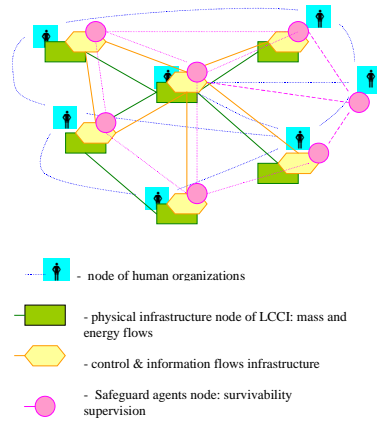 - node of human organizations
- physical infrastructure node of LCCI: mass and
energy flows
- control & information flows infrastructure
- Safeguard agents node: survivability
supervision